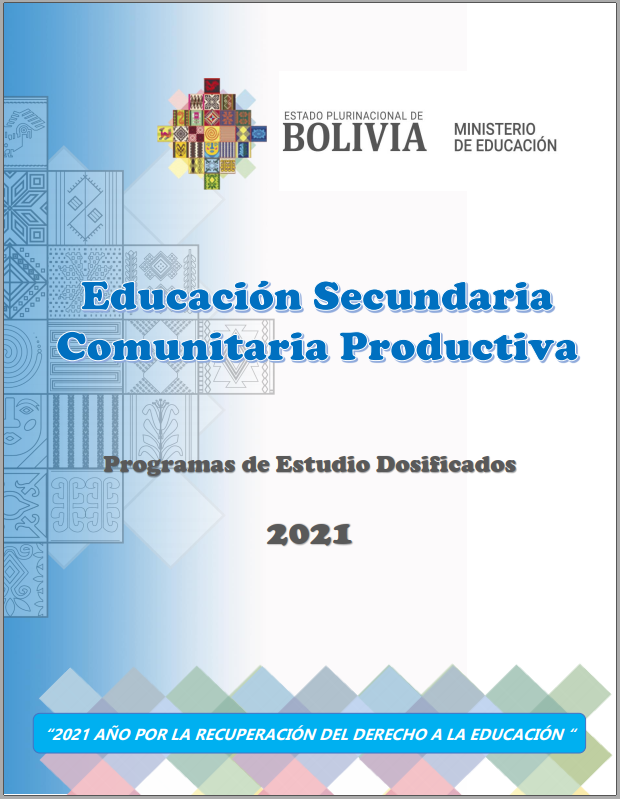 ESTADO PLURINACIONAL DE
BOLIVIA
MINISTERIO
DE EDUCACIÓN
Educación Secundaria
Comunitaria Productiva
Programas de Estudio Dosificados
2021
"2021 AÑO POR LA RECUPERACIÓN DEL DERECHO A LA EDUCACIÓN "